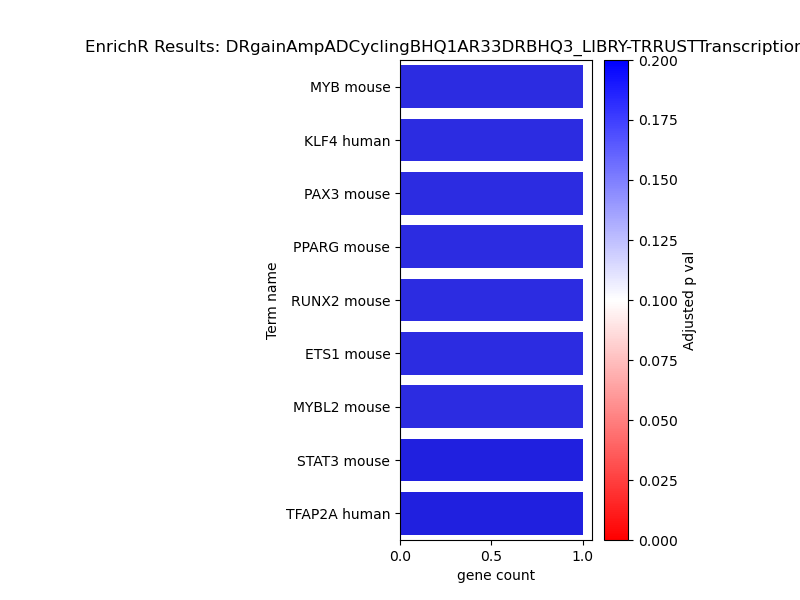 EnrichR Results: DRgainAmpADCyclingBHQ1AR33DRBHQ3_LIBRY-TRRUSTTranscription
MYB mouse
KLF4 human
PAX3 mouse
PPARG mouse
RUNX2 mouse
ETS1 mouse
MYBL2 mouse
STAT3 mouse
TFAP2A human
Term name
0.0 0.5 1.0
gene count
0.200
0.175
0.150
0.125
0.100
0.075
0.050
0.025
0.000
Adjusted p val